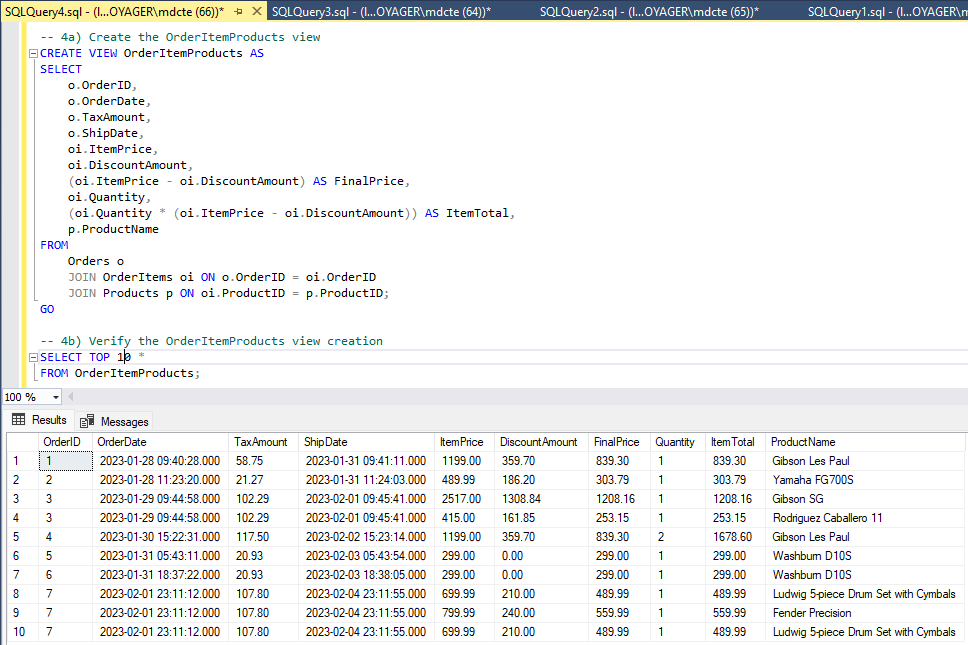 SQLQuery4.sql - (l...OYAGER\mdcte (66))* SQLQuery3.sql - (l...OYAGER\mdcte (64))* SQLQuery2.sql - (l...OYAGER\mdcte (65))* SQLQuery1.sql - (l...OYAGER\m
-- 4a) Create the OrderItemProducts view
CREATE VIEW OrderItemProducts AS
SELECT
o.OrderID,
o.OrderDate,
o.TaxAmount,
o.ShipDate,
oi.ItemPrice,
oi.DiscountAmount,
(oi.ItemPrice - oi.DiscountAmount) AS FinalPrice,
oi.Quantity,
(oi.Quantity * (oi.ItemPrice - oi.DiscountAmount)) AS ItemTotal,
p.ProductName
FROM
Orders o
JOIN OrderItems oi ON o.OrderID = oi.OrderID
JOIN Products p ON oi.ProductID = p.ProductID;
GO
-- 4b) Verify the OrderItemProducts view creation
SELECT TOP 10 *
FROM OrderItemProducts;
100 %
Results Messages
OrderID OrderDate TaxAmount ShipDate ItemPrice DiscountAmount FinalPrice Quantity ItemTotal ProductName
1 1 2023-01-28 09:40:28.000 58.75 2023-01-31 09:41:11.000 1199.00 359.70 839.30 1 839.30 Gibson Les Paul
2 2 2023-01-28 11:23:20.000 21.27 2023-01-31 11:24:03.000 489.99 186.20 303.79 1 303.79 Yamaha FG700S
3 3 2023-01-29 09:44:58.000 102.29 2023-02-01 09:45:41.000 2517.00 1308.84 1208.16 1 1208.16 Gibson SG
4 3 2023-01-29 09:44:58.000 102.29 2023-02-01 09:45:41.000 415.00 161.85 253.15 1 253.15 Rodriguez Caballero 11
5 4 2023-01-30 15:22:31.000 117.50 2023-02-02 15:23:14.000 1199.00 359.70 839.30 2 1678.60 Gibson Les Paul
6 5 2023-01-31 05:43:11.000 20.93 2023-02-03 05:43:54.000 299.00 0.00 299.00 1 299.00 Washburn D10S
7 6 2023-01-31 18:37:22.000 20.93 2023-02-03 18:38:05.000 299.00 0.00 299.00 1 299.00 Washburn D10S
8 7 2023-02-01 23:11:12.000 107.80 2023-02-04 23:11:55.000 699.99 210.00 489.99 1 489.99 Ludwig 5-piece Drum Set with Cymbals
9 7 2023-02-01 23:11:12.000 107.80 2023-02-04 23:11:55.000 799.99 240.00 559.99 1 559.99 Fender Precision
10 7 2023-02-01 23:11:12.000 107.80 2023-02-04 23:11:55.000 699.99 210.00 489.99 1 489.99 Ludwig 5-piece Drum Set with Cymbals